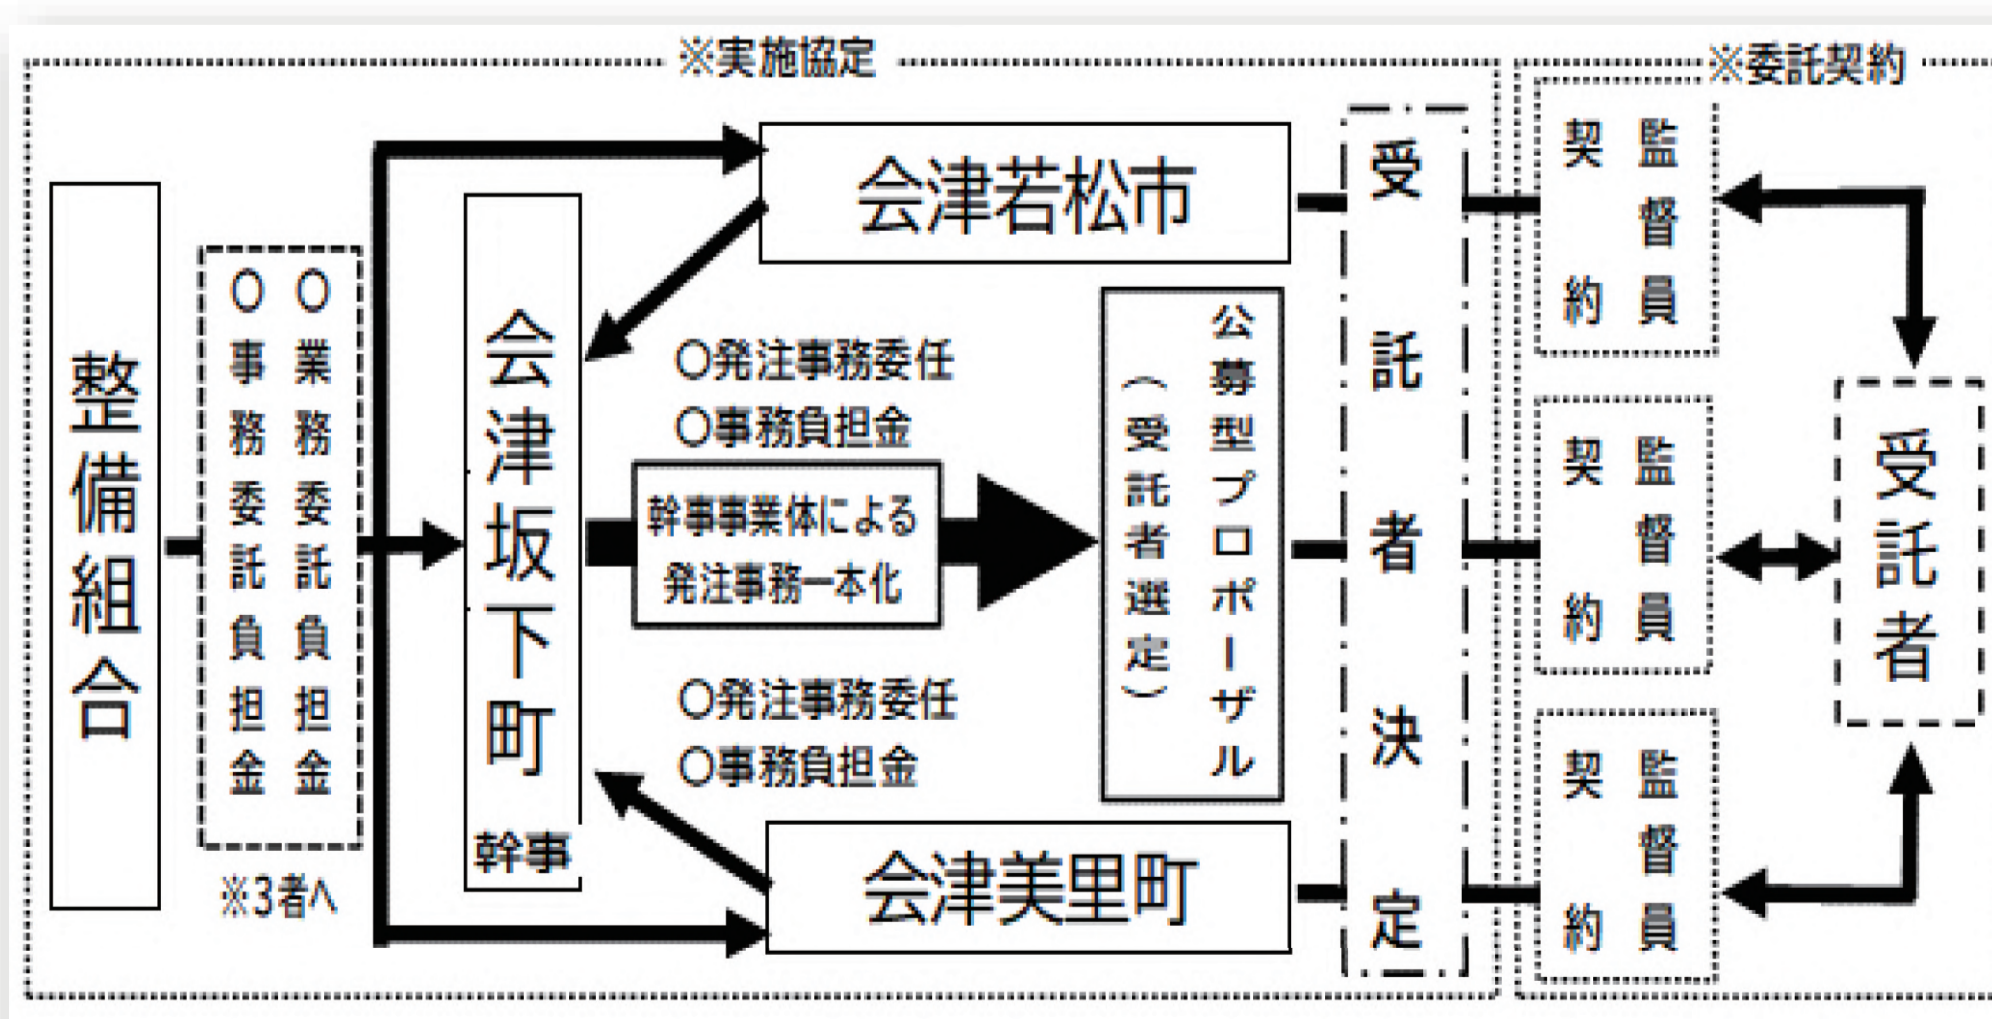 ※実施協定
※委託契約
整備組合
〇業務委託負担金
〇事務委託負担金
※3者へ
会津坂下町
幹事
会津若松市
〇発注事務委任
〇事務負担金
幹事事業体による
発注事務一本化
〇発注事務委任
〇事務負担金
会津美里町
公募型プロポーザル
（受託者選定）
受託者決定
監督員
契約
監督員
契約
監督員
契約
受託者